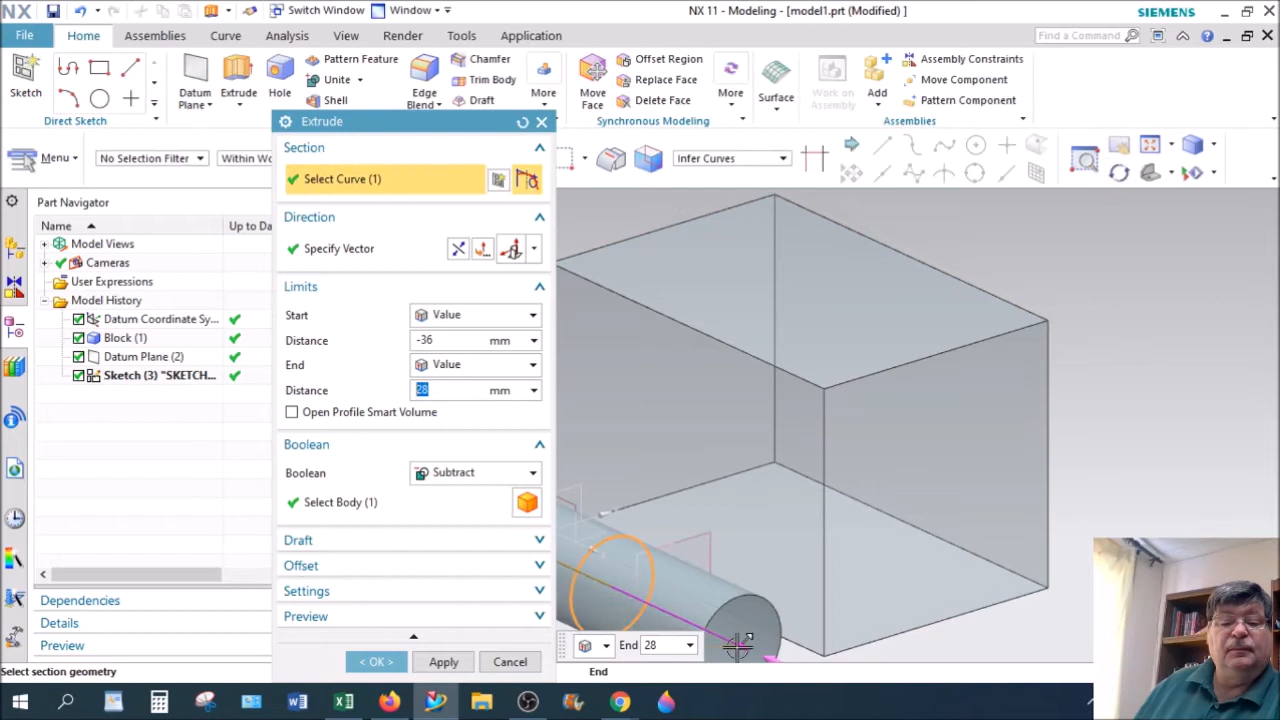 Switch Window Window NX 11 - Modeling - [model1.prt (Modified) ] SIEMENS
File Home Assemblies Curve Analysis View Render Tools Application Find a Command
Sketch
Direct Sketch
Datum Plane
Extrude
Hole
Pattern Feature
Unite
Shell
Edge Blend
Chamfer
Trim Body
Draft
More
Move Face
Offset Region
Replace Face
Delete Face
More
Synchronous Modeling
Surface
Work on Assembly
Add
Assembly Constraints
Move Component
Pattern Component
Assemblies
Menu No Selection Filter Within Wo Infer Curves
Part Navigator
Name Up to Da
Model Views
Cameras
User Expressions
Model History
Datum Coordinate Sy...
Block (1)
Datum Plane (2)
Sketch (3) "SKETCH...
Dependencies
Details
Preview
Extrude
Section
Select Curve (1)
Direction
Specify Vector
Limits
Start Value
Distance -36 mm
End Value
Distance 28 mm
Open Profile Smart Volume
Boolean
Boolean Subtract
Select Body (1)
Draft
Offset
Settings
Preview
< OK > Apply Cancel
End 28
Select section geometry End